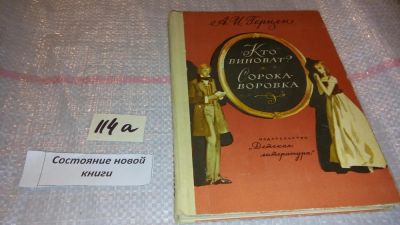 А. И. Герцен
Кто
виноват?
Сорока-
воровка
издательство
„Детская
литература"
114 а
Состояние новой
книги